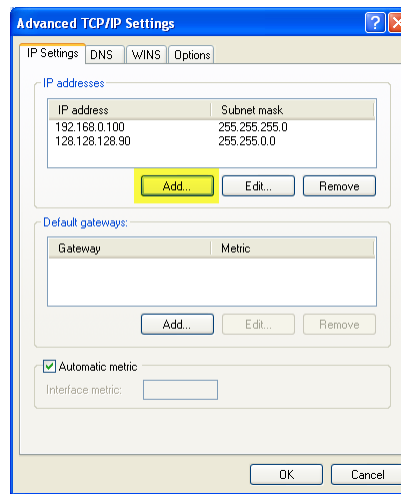 Advanced TCP/IP Settings
IP Settings DNS WINS Options
IP addresses
IP address Subnet mask
192.168.0.100 255.255.255.0
128.128.128.90 255.255.0.0
Add... Edit... Remove
Default gateways:
Gateway Metric
Add... Edit... Remove
Automatic metric
Interface metric:
OK Cancel